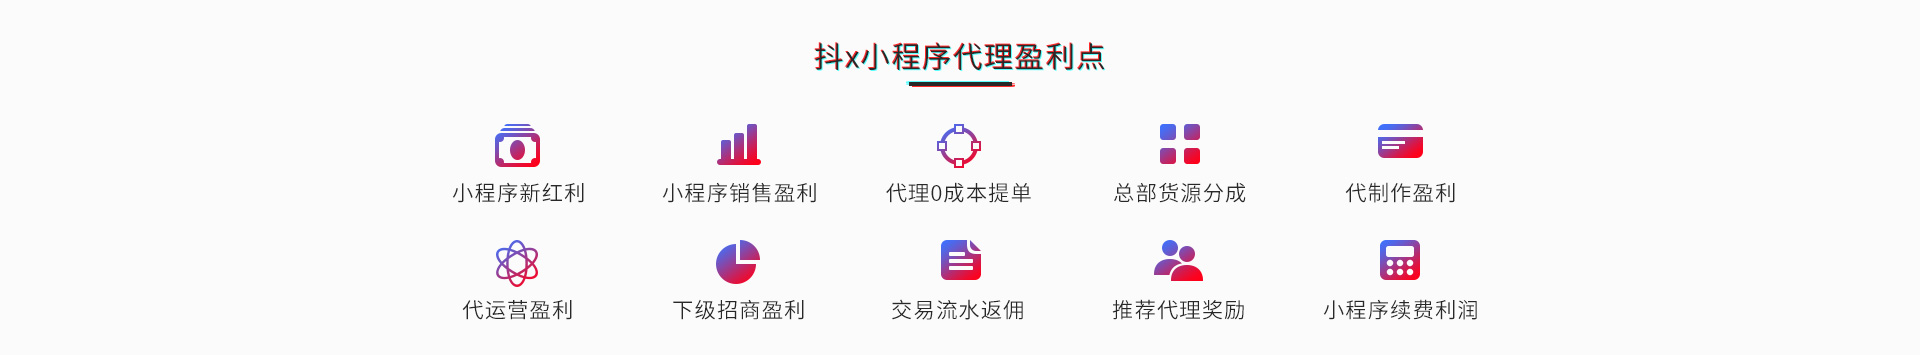 抖x小程序代理盈利点
小程序新红利
小程序销售盈利
代理0成本提单
总部货源分成
代制作盈利
代运营盈利
下级招商盈利
交易流水返佣
推荐代理奖励
小程序续费利润